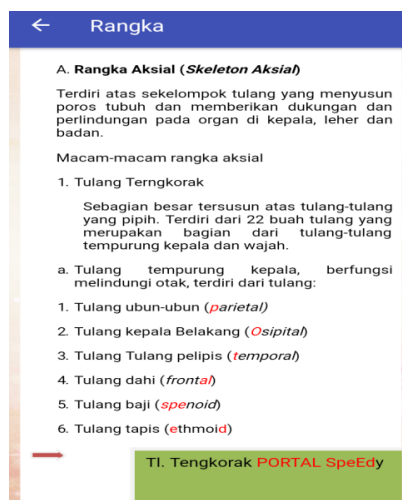 Rangka
A. Rangka Aksial (Skeleton Aksial)
Terdiri atas sekelompok tulang yang menyusun
poros tubuh dan memberikan dukungan dan
perlindungan pada organ di kepala, leher dan
badan.
Macam-macam rangka aksial
1. Tulang Terngkorak
Sebagian besar tersusun atas tulang-tulang
yang pipih. Terdiri dari 22 buah tulang yang
merupakan bagian dari tulang-tulang
tempurung kepala dan wajah.
a. Tulang tempurung kepala, berfungsi
melindungi otak, terdiri dari tulang:
1. Tulang ubun-ubun (parietal)
2. Tulang kepala Belakang (Osipital)
3. Tulang Tulang pelipis (temporal)
4. Tulang dahi (frontal)
5. Tulang baji (spenoid)
6. Tulang tapis (ethmoid)
Tl. Tengkorak PORTAL SpeEdy